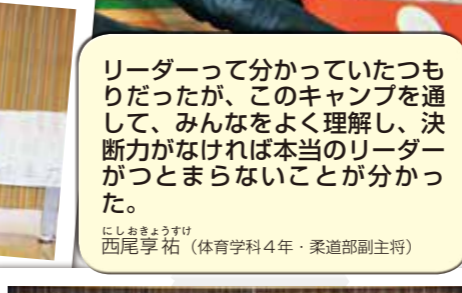 リーダーって分かっていたつも
りだったが、このキャンプを通
して、みんなをよく理解し、決
断力がなければ本当のリーダー
がつとまらないことが分かっ
た。
にしおきょうすけ
西尾享祐（体育学科4年・柔道部副主将）